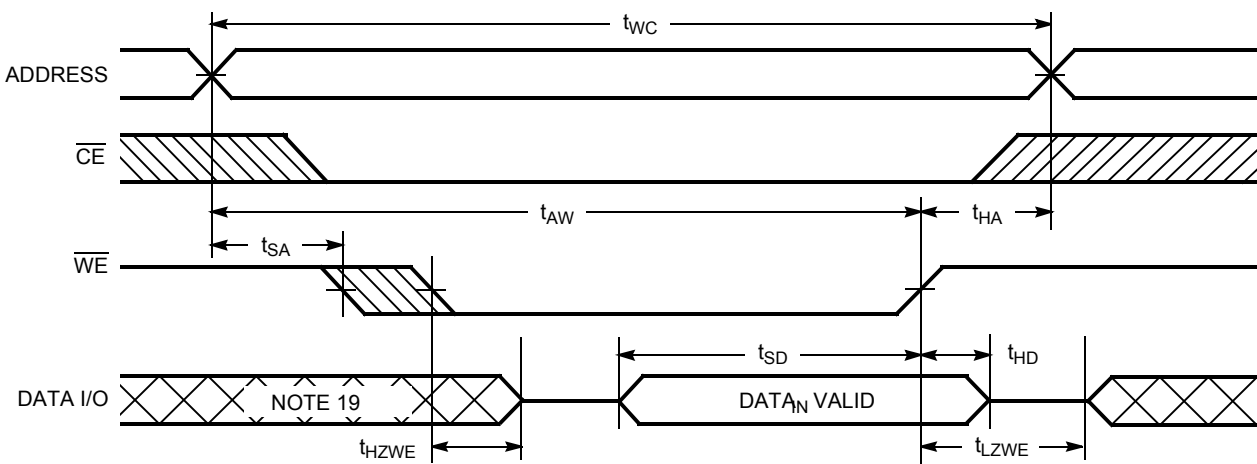 tWC
ADDRESS
CE
tAW
tHA
tSA
WE
tSD
tHD
DATA I/O
NOTE 19
DATAIN VALID
tHZWE
tLZWE